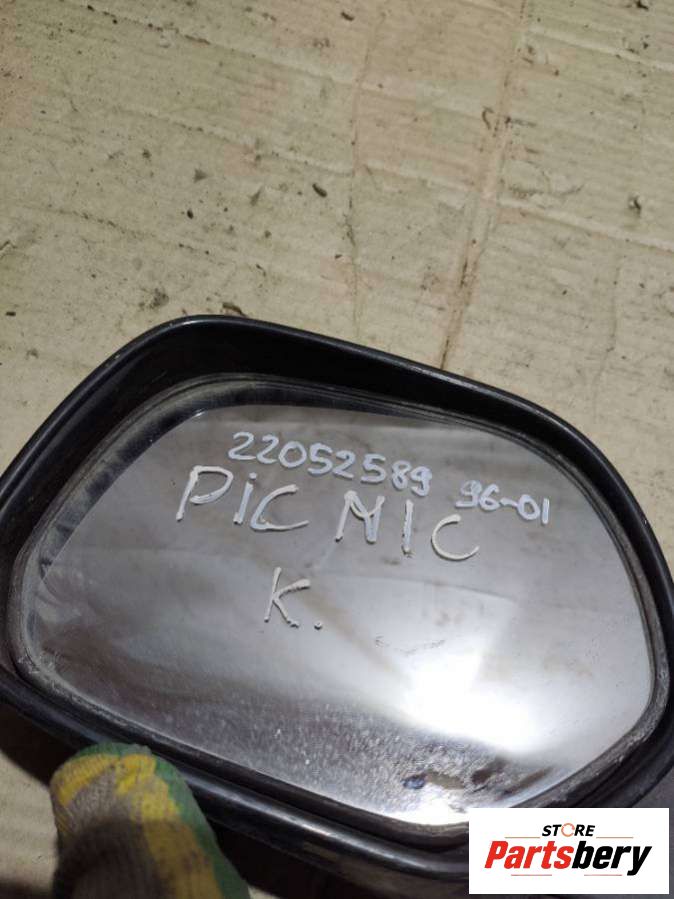 22052589 96-01
PiC NIC
K.
STORE
Partsbery